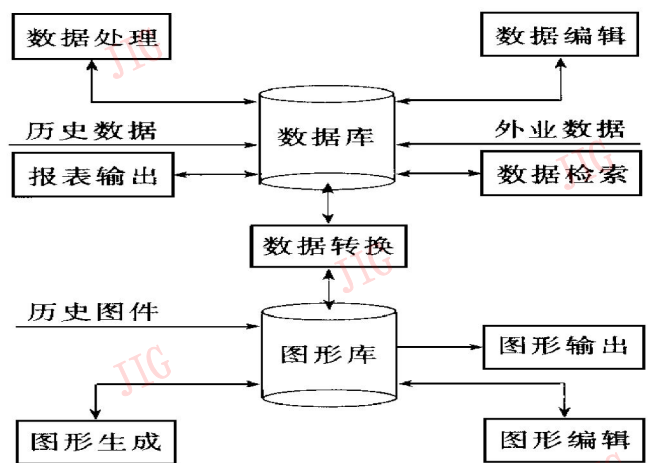 数据处理
数据编辑
历史数据
数据库
外业数据
报表输出
数据检索
数据转换
历史图件
图形库
图形输出
图形生成
图形编辑
JIG
JIG
JIG
JIG